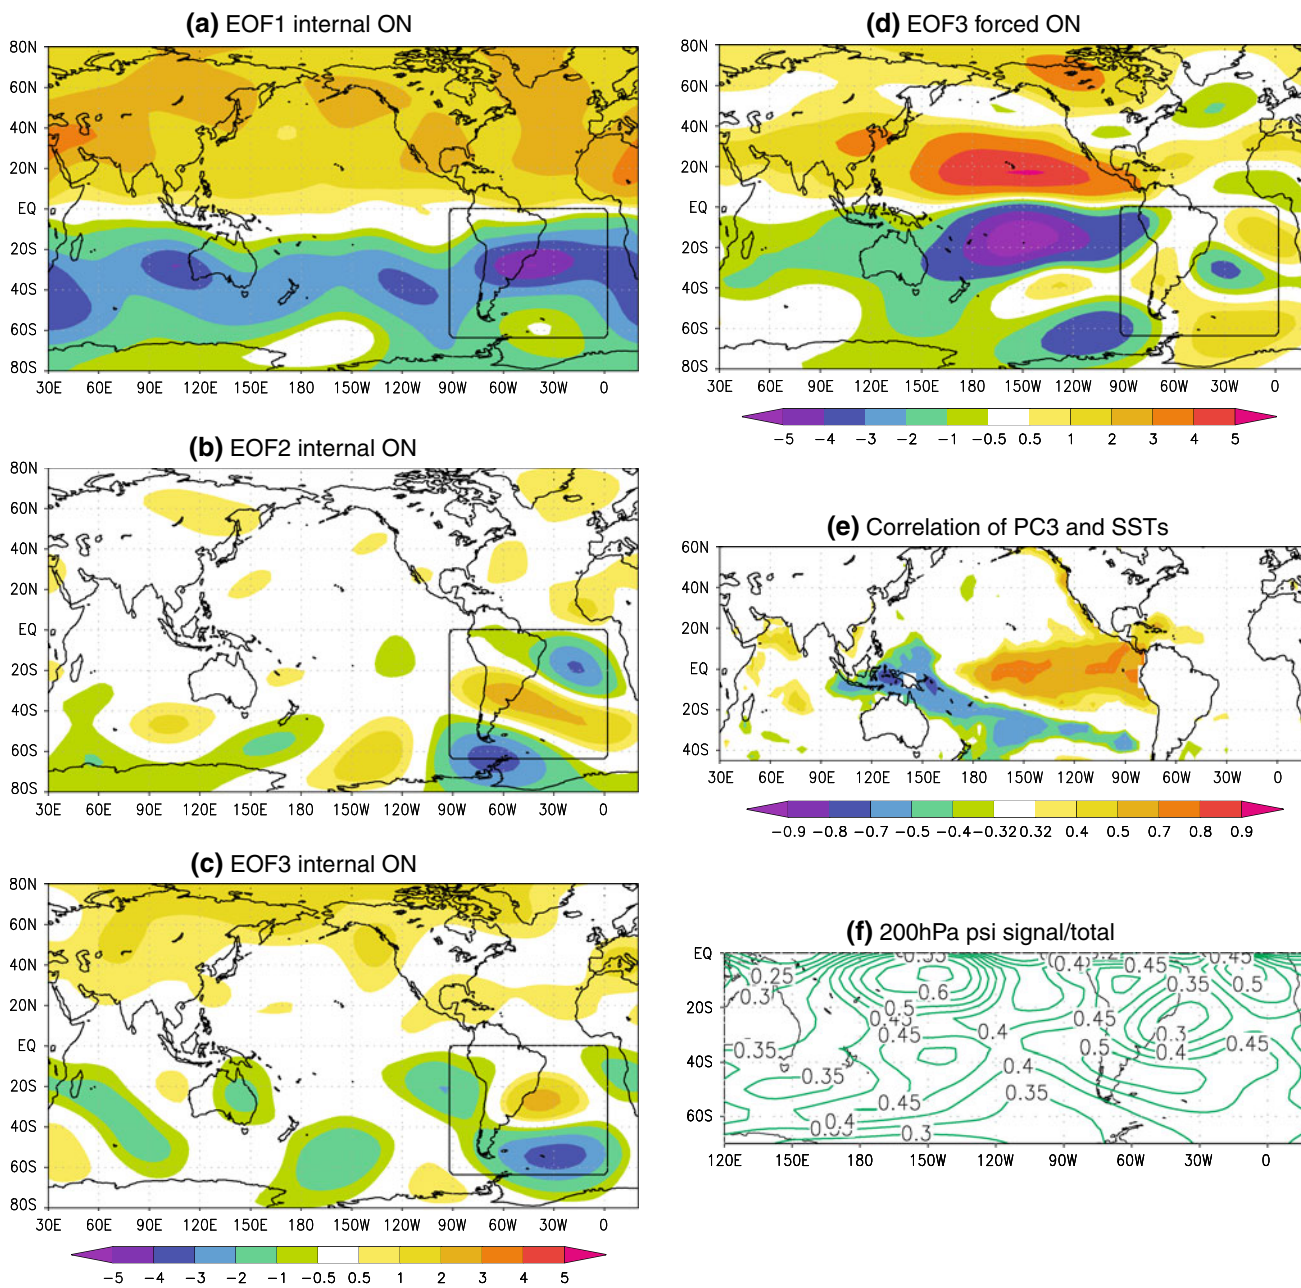 (a) EOF1 internal ON
80N
60N
40N
20N
EQ
20S
40S
60S
80S
30E 60E 90E 120E 150E 180 150W 120W 90W 60W 30W 0
(b) EOF2 internal ON
80N
60N
40N
20N
EQ
20S
40S
60S
80S
30E 60E 90E 120E 150E 180 150W 120W 90W 60W 30W 0
(c) EOF3 internal ON
80N
60N
40N
20N
EQ
20S
40S
60S
80S
30E 60E 90E 120E 150E 180 150W 120W 90W 60W 30W 0
-5 -4 -3 -2 -1 -0.5 0.5 1 2 3 4 5
(d) EOF3 forced ON
80N
60N
40N
20N
EQ
20S
40S
60S
80S
30E 60E 90E 120E 150E 180 150W 120W 90W 60W 30W 0
-5 -4 -3 -2 -1 -0.5 0.5 1 2 3 4 5
(e) Correlation of PC3 and SSTs
60N
40N
20N
EQ
20S
40S
30E 60E 90E 120E 150E 180 150W 120W 90W 60W 30W 0
-0.9 -0.8 -0.7 -0.5 -0.4 -0.32 0.32 0.4 0.5 0.7 0.8 0.9
(f) 200hPa psi signal/total
EQ
20S
40S
60S
0.25 0.4 0.45
0.3 0.6 0.35 0.5
0.5
0.45 0.4 0.45 0.3
0.35 0.45 0.5 0.4 0.45
0.4
0.35 0.35
0.45
0.4
0.3
120E 150E 180 150W 120W 90W 60W 30W 0